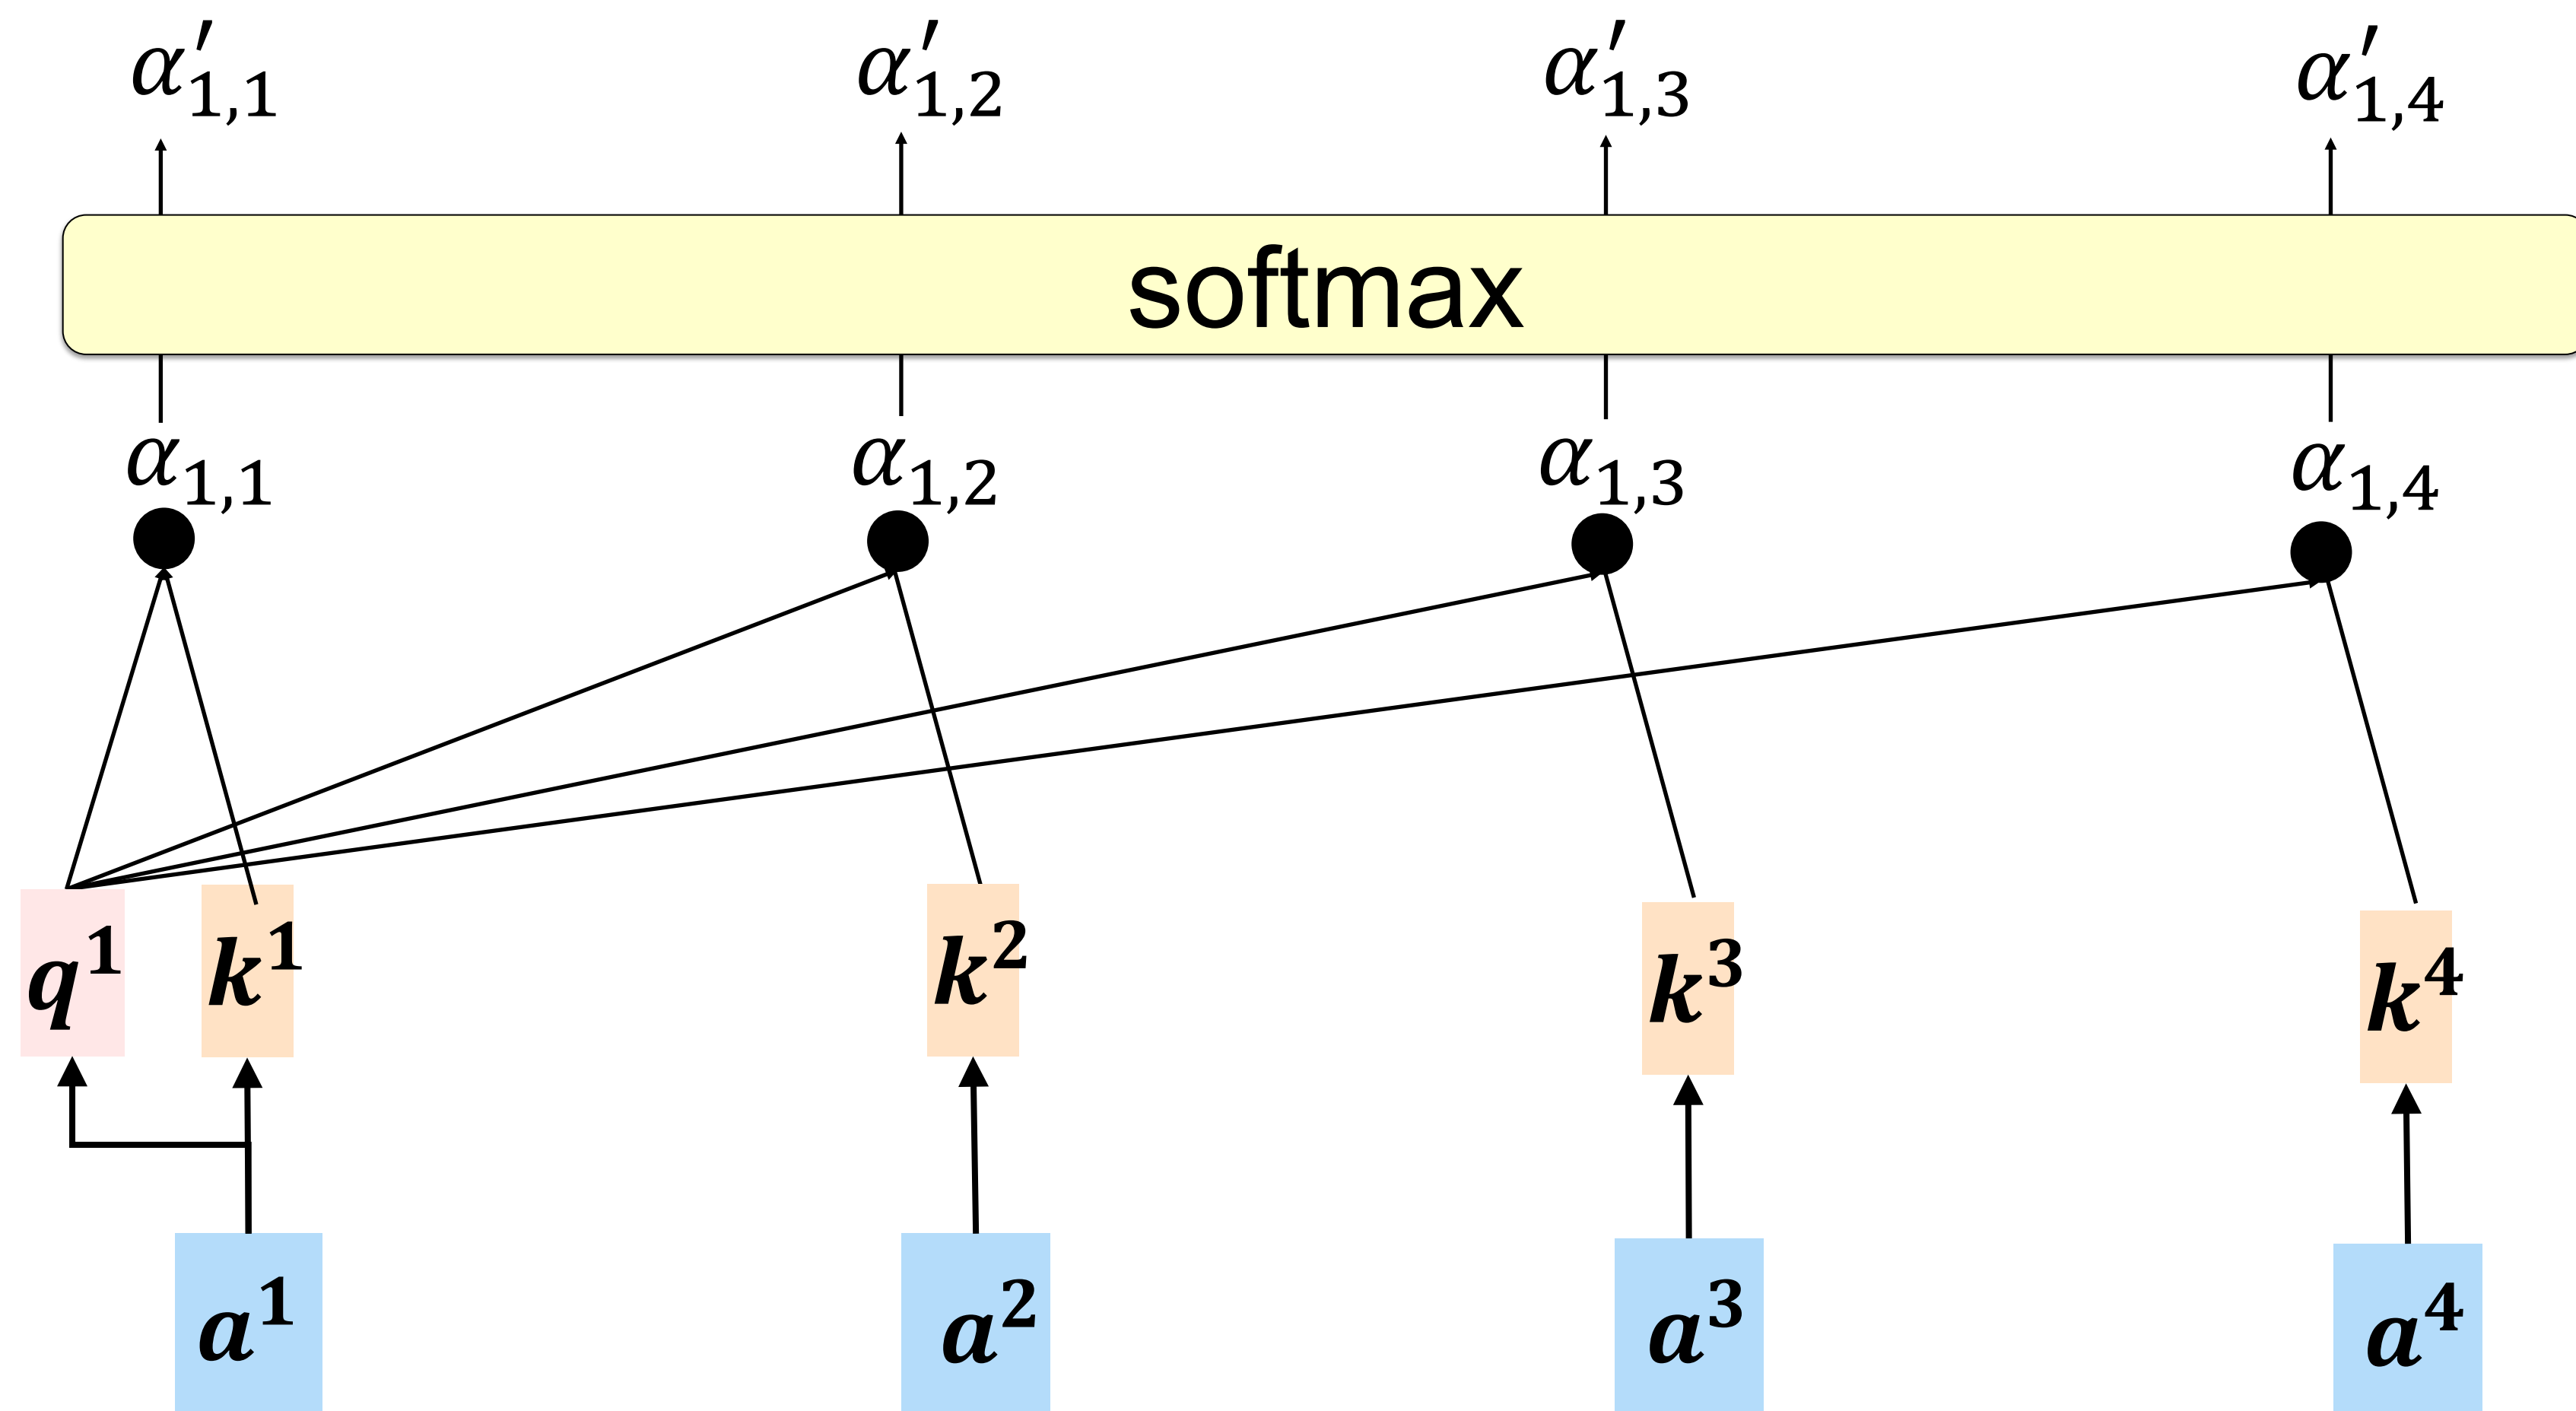 α′1,1 α′1,2 α′1,3 α′1,4
softmax
α1,1 α1,2 α1,3 α1,4
q1 k1 k2 k3 k4
a1 a2 a3 a4